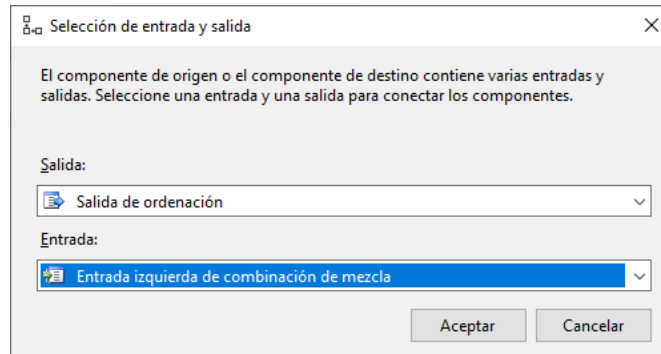 Selección de entrada y salida
El componente de origen o el componente de destino contiene varias entradas y
salidas. Seleccione una entrada y una salida para conectar los componentes.
Salida:
Salida de ordenación
Entrada:
Entrada izquierda de combinación de mezcla
Aceptar Cancelar